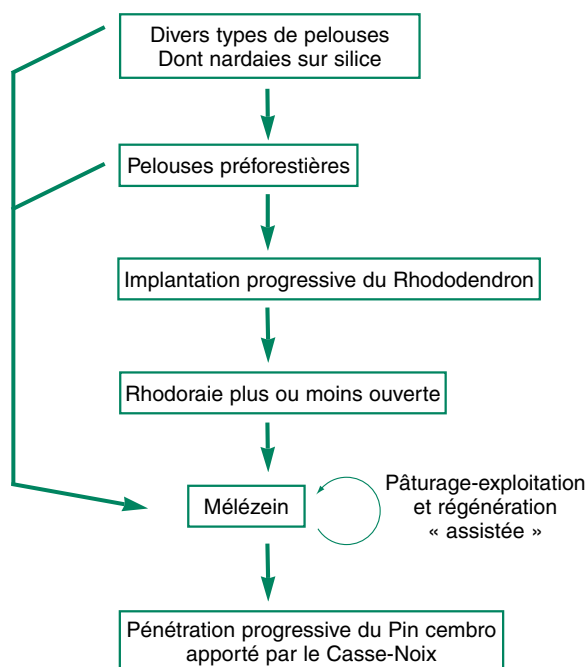 Divers types de pelouses
Dont nardaies sur silice
Pelouses préforestières
Implantation progressive du Rhododendron
Rhodoraie plus ou moins ouverte
Mélézein
Pâturage-exploitation
et régénération
« assistée »
Pénétration progressive du Pin cembro
apporté par le Casse-Noix